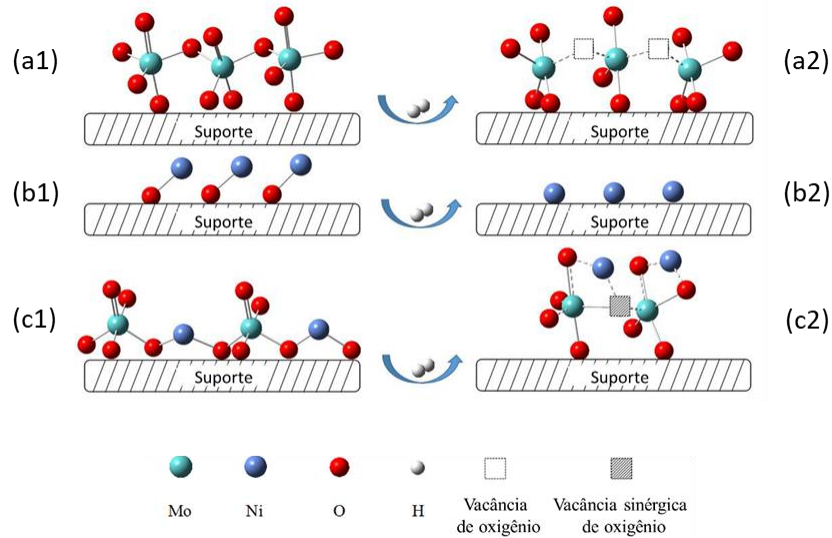 (a1)
(a2)
Suporte
Suporte
(b1)
(b2)
Suporte
Suporte
(c1)
(c2)
Suporte
Suporte
Mo
Ni
O
H
Vacância
de oxigênio
Vacância sinérgica
de oxigênio